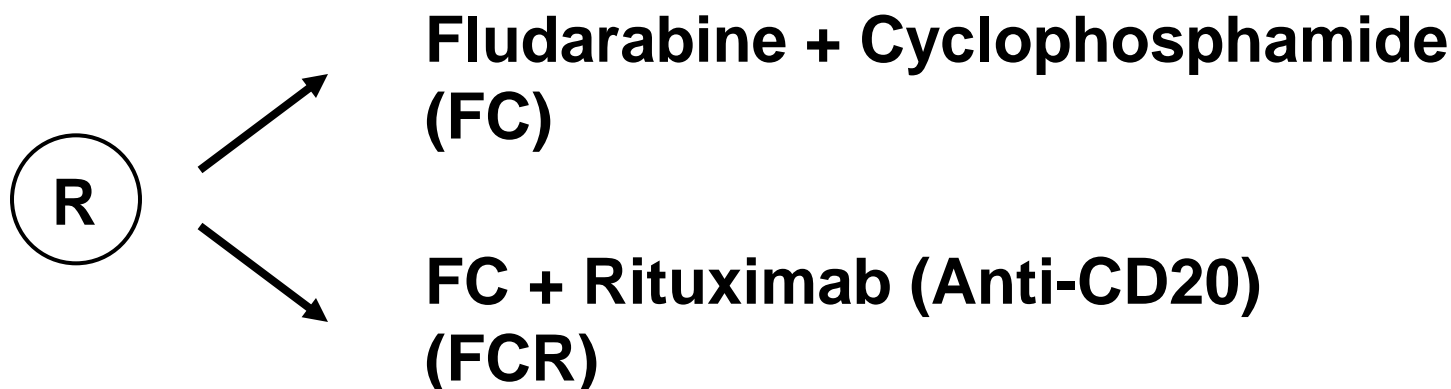 Fludarabine + Cyclophosphamide
(FC)
R
FC + Rituximab (Anti-CD20)
(FCR)